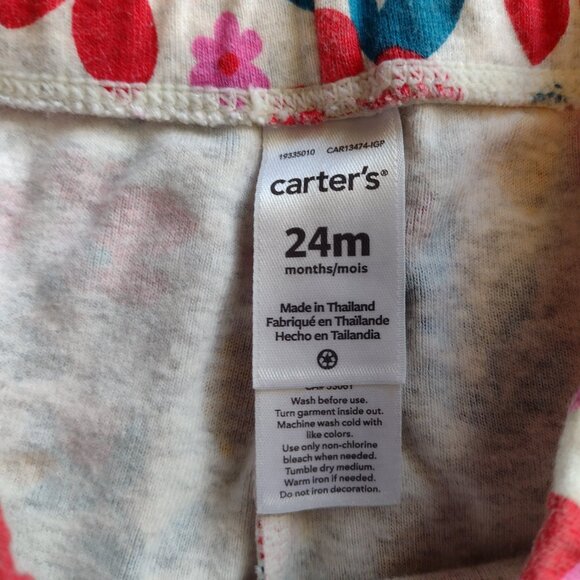 19335010 CAR13474-IGP
carter's®
24m
months/mois
Made in Thailand
Fabriqué en Thaïlande
Hecho en Tailandia
Wash before use.
Turn garment inside out.
Machine wash cold with
like colors.
Use only non-chlorine
bleach when needed.
Tumble dry medium.
Warm iron if needed.
Do not iron decoration.